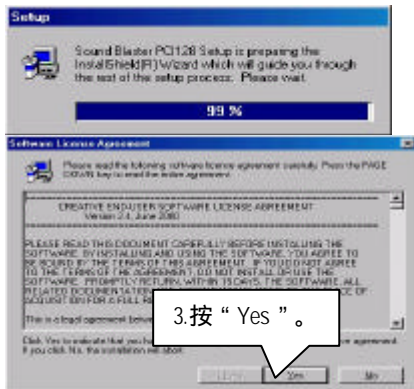 Setup
Sound Blaster PCI128 Setup is preparing the
InstallShield(R) Wizard which will guide you through
the rest of the setup process. Please wait.
99 %
Software License Agreement
Please read the following software license agreement carefully. Press the PAGE
DOWN key to read the entire agreement.
CREATIVE END-USER SOFTWARE LICENSE AGREEMENT
Version 2.4, June 2000
PLEASE READ THIS DOCUMENT CAREFULLY BEFORE INSTALLING THE
SOFTWARE. BY INSTALLING AND USING THE SOFTWARE, YOU AGREE TO
BE BOUND BY THE TERMS OF THIS AGREEMENT. IF YOU DO NOT AGREE
TO THE TERMS OF THE AGREEMENT, DO NOT INSTALL OR USE THE
SOFTWARE. PROMPTLY RETURN, WITHIN 15 DAYS, THE SOFTWARE, ALL
RELATED DOCUMENTATION
ACQUISITION FOR A FULL
This is a legal agreement between
3.按“Yes”。
Click Yes to indicate that you agreement.
If you click No, the installation will abort.
Yes
No